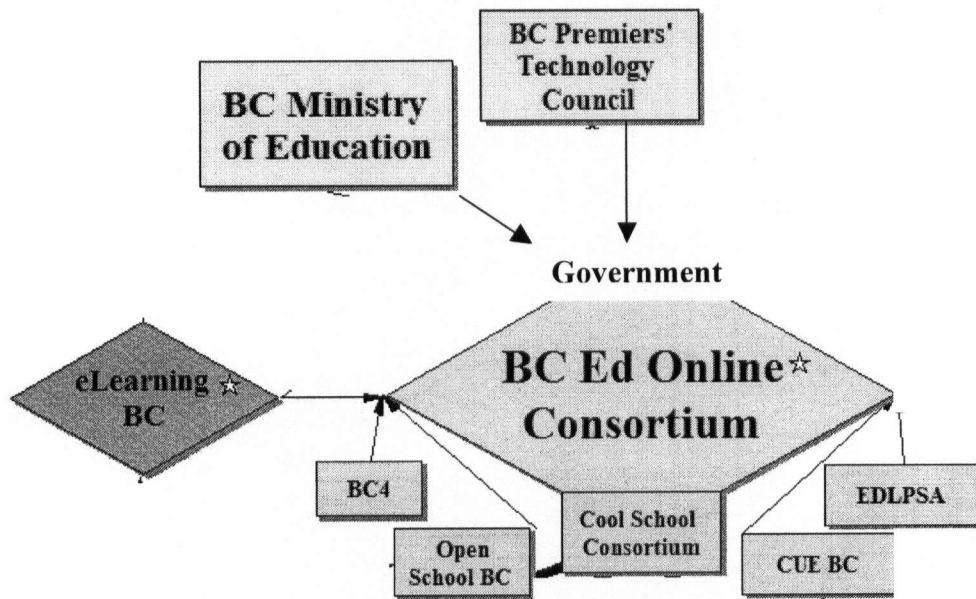 BC Premiers'
Technology
Council
BC Ministry
of Education
Government
BC Ed Online
Consortium
eLearning
BC
BC4
EDLPSA
Cool School
Consortium
Open
School BC
CUE BC